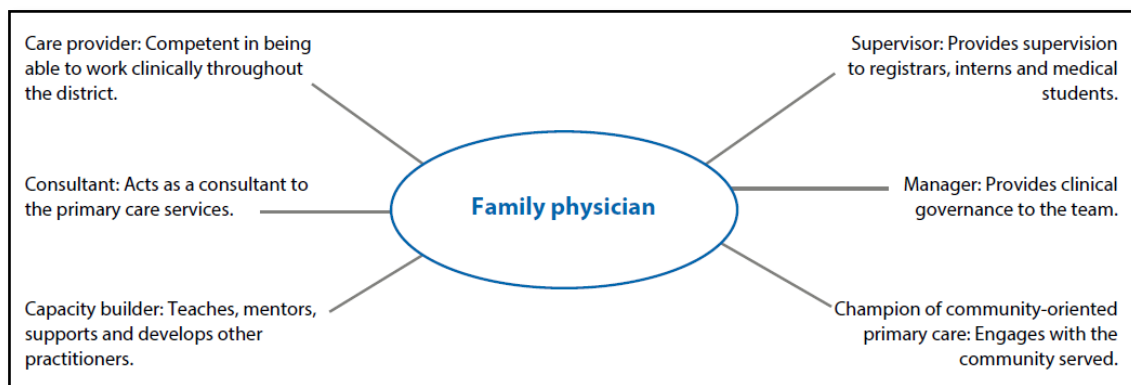 Care provider: Competent in being
able to work clinically throughout
the district.
Supervisor: Provides supervision
to registrars, interns and medical
students.
Consultant: Acts as a consultant to
the primary care services.
Family physician
Manager: Provides clinical
governance to the team.
Capacity builder: Teaches, mentors,
supports and develops other
practitioners.
Champion of community-oriented
primary care: Engages with the
community served.